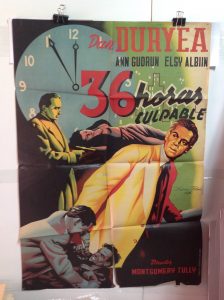 Dan DURYEA
ANN GUDRUN ELSY ALBIIN
36 horas
CULPABLE
Director
MONTGOMERY TULLY